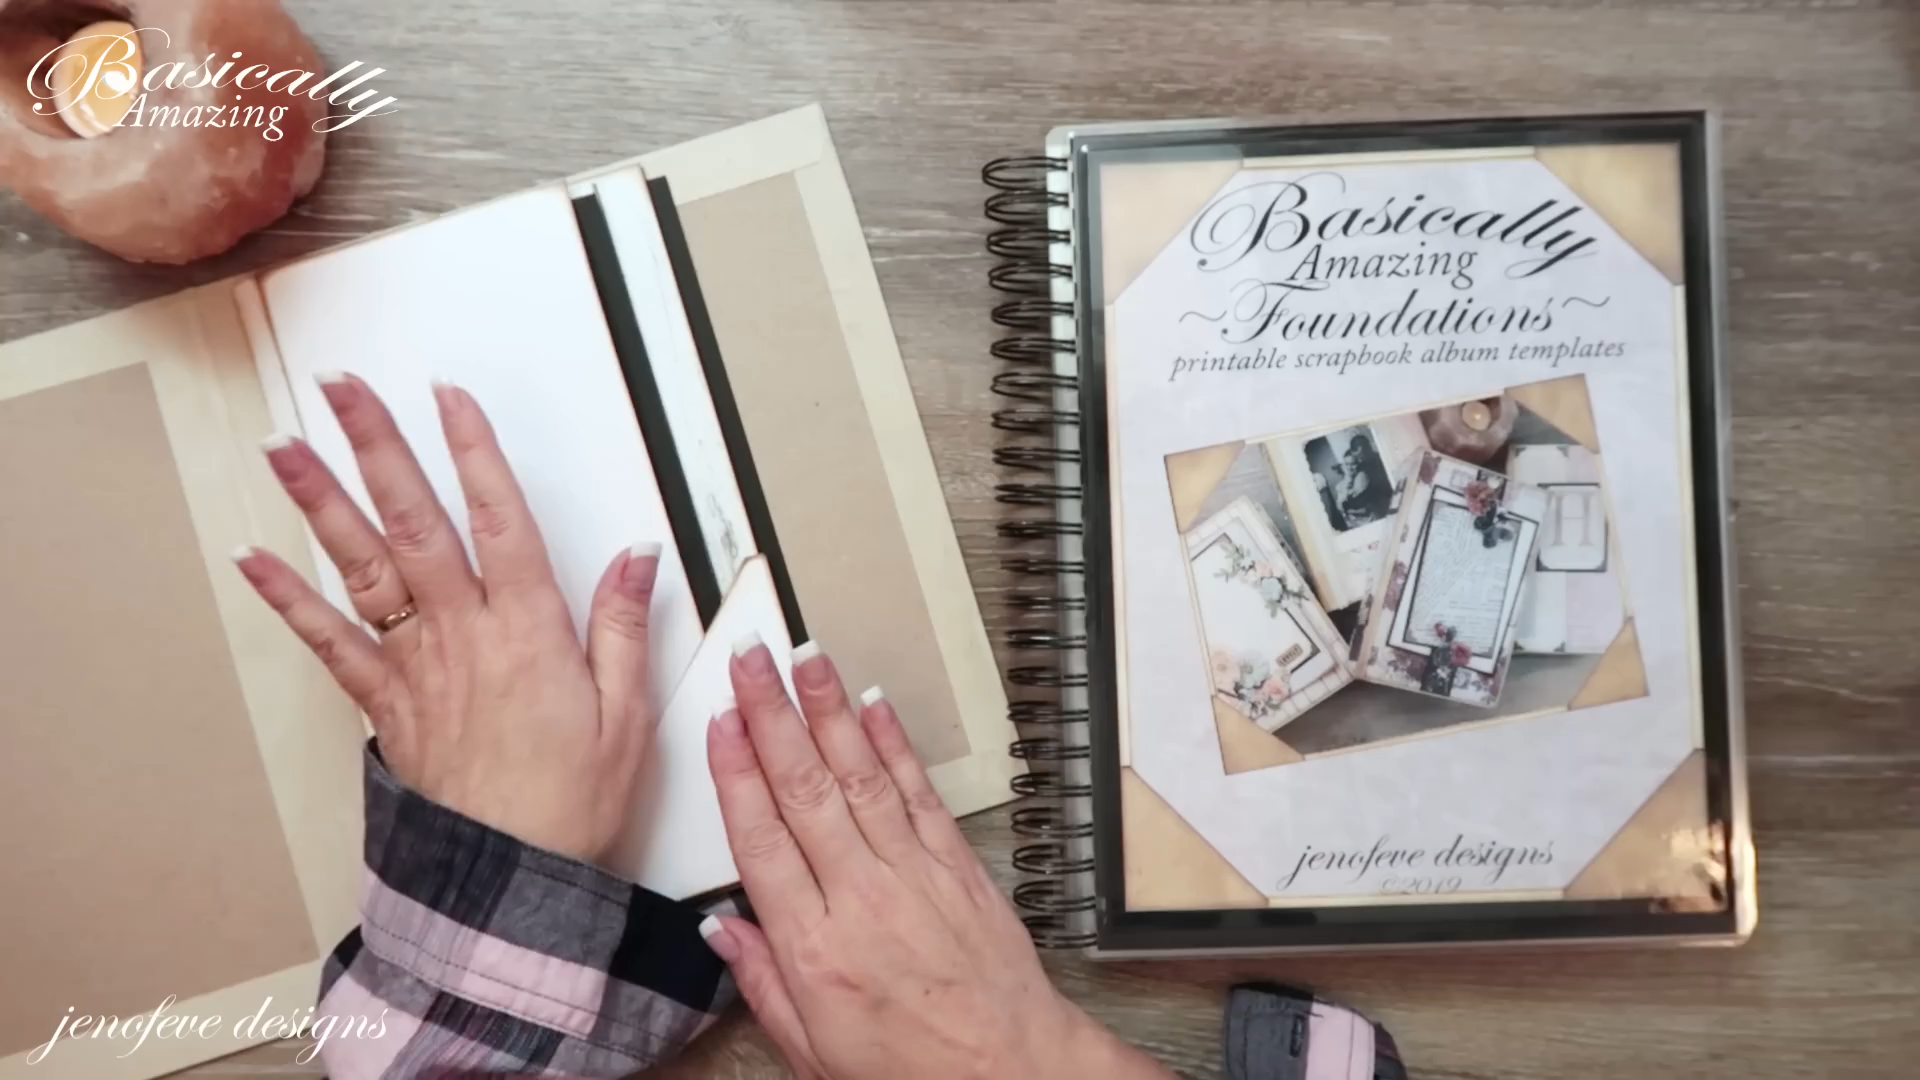 Basically
Amazing
Basically
Amazing
~Foundations~
printable scrapbook album templates
H
jenofeve designs
©2019
jenofeve designs